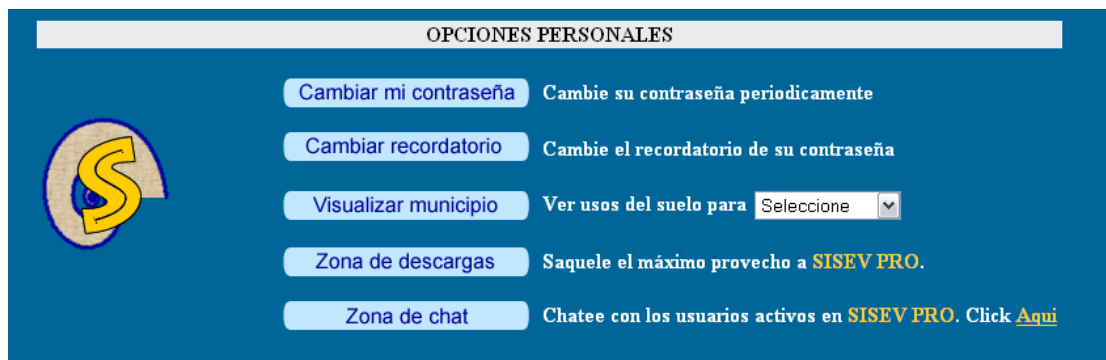 OPCIONES PERSONALES
Cambiar mi contraseña Cambie su contraseña periodicamente
Cambiar recordatorio Cambie el recordatorio de su contraseña
Visualizar municipio Ver usos del suelo para Seleccione
Zona de descargas Saquele el máximo provecho a SISEV PRO.
Zona de chat Chatee con los usuarios activos en SISEV PRO. Click Aqui
S